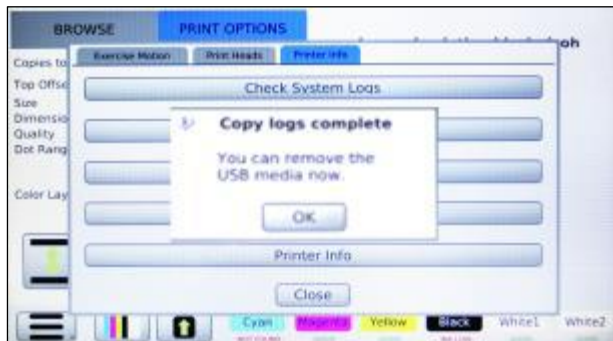 BROWSE
PRINT OPTIONS
oh
Exercise Motion
Print Heads
Printer Info
Copies to
Top Offse
Size
Dimensio
Quality
Dot Rang
Color Lay
Check System Logs
Copy logs complete
You can remove the
USB media now.
OK
Printer Info
Close
Cyan
Magenta
Yellow
Black
White1
White2